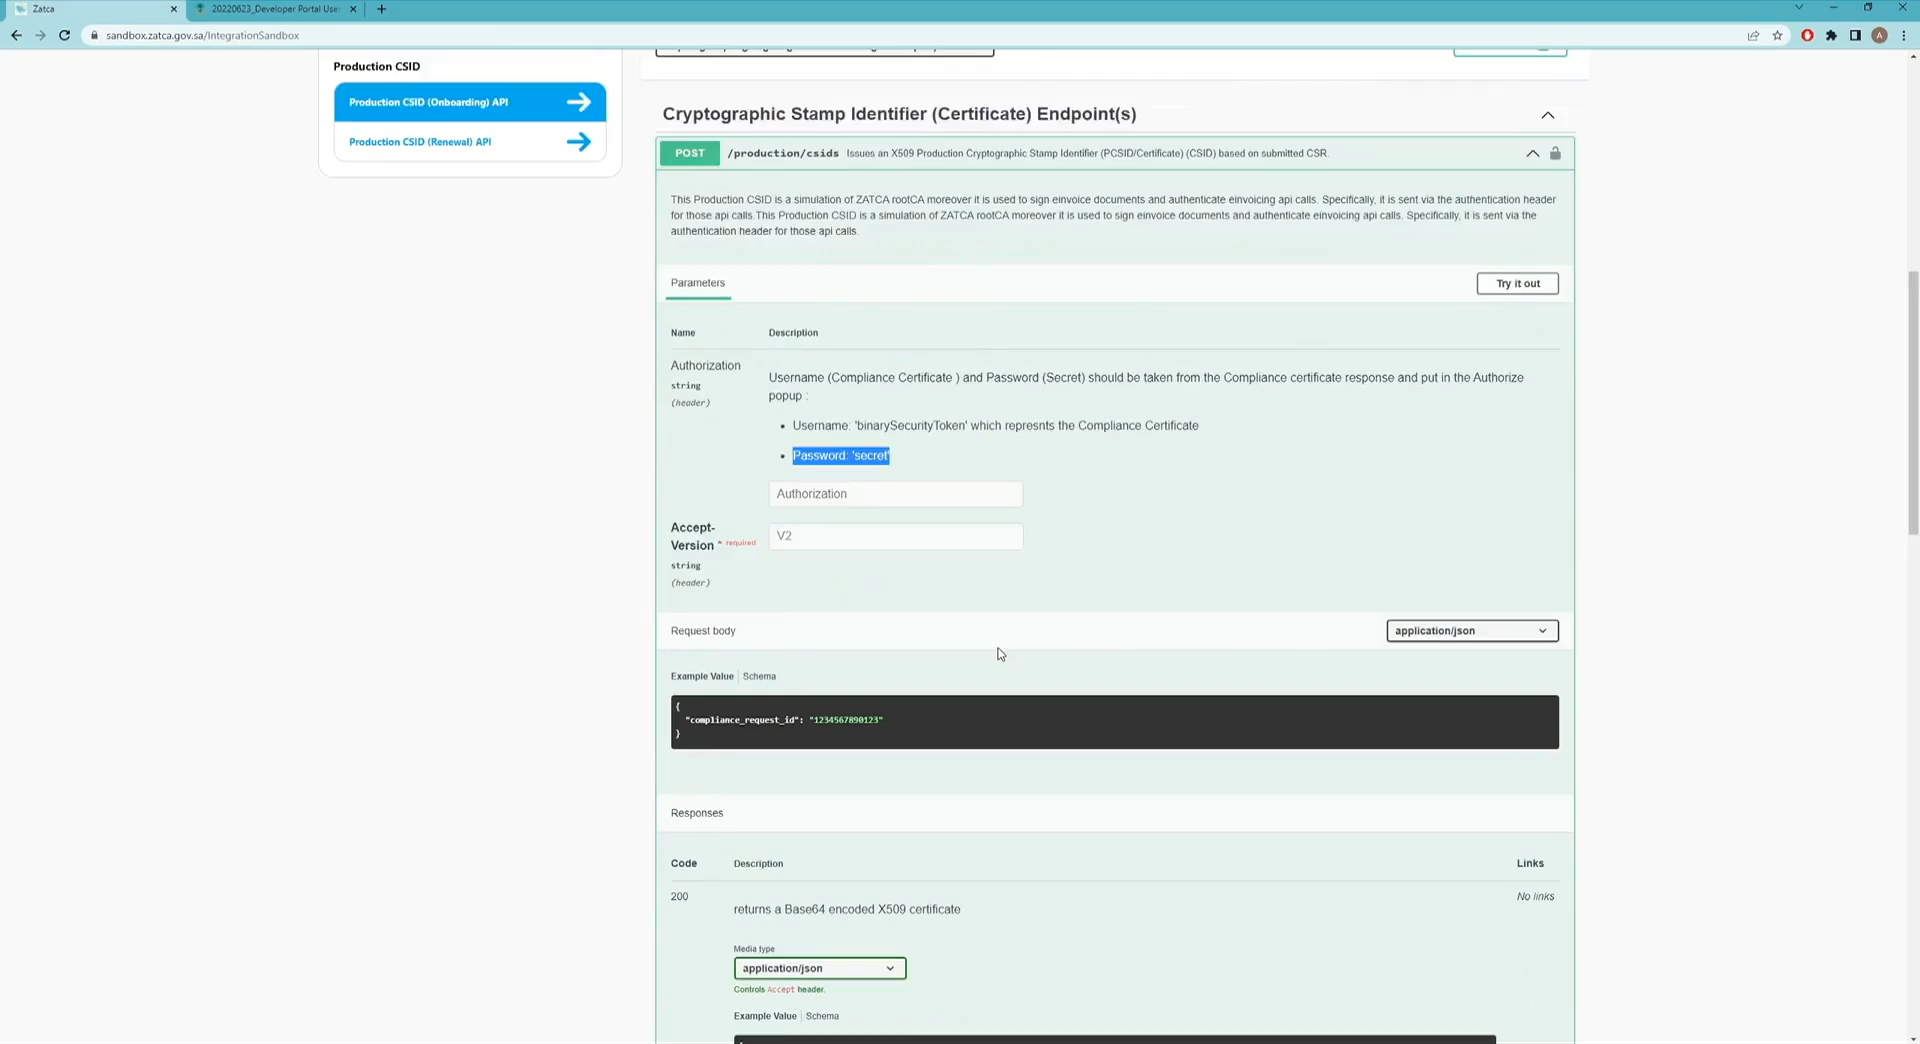 Zatca
20220623_Developer Portal User
sandbox.zatca.gov.sa/IntegrationSandbox
A
Production CSID
Production CSID (Onboarding) API
Production CSID (Renewal) API
Cryptographic Stamp Identifier (Certificate) Endpoint(s)
POST /production/csids Issues an X509 Production Cryptographic Stamp Identifier (PCSID/Certificate) (CSID) based on submitted CSR.
This Production CSID is a simulation of ZATCA rootCA moreover it is used to sign einvoice documents and authenticate einvoicing api calls. Specifically, it is sent via the authentication header
for those api calls.This Production CSID is a simulation of ZATCA rootCA moreover it is used to sign einvoice documents and authenticate einvoicing api calls. Specifically, it is sent via the
authentication header for those api calls.
Parameters
Try it out
Name Description
Authorization
string
(header)
Username (Compliance Certificate ) and Password (Secret) should be taken from the Compliance certificate response and put in the Authorize
popup :
• Username: 'binarySecurityToken' which represnts the Compliance Certificate
• Password: 'secret'
Authorization
Accept-
Version * required
string
(header)
V2
Request body
application/json
Example Value | Schema
{
"compliance_request_id": "1234567890123"
}
Responses
Code Description Links
200
returns a Base64 encoded X509 certificate
No links
Media type
application/json
Controls Accept header.
Example Value | Schema